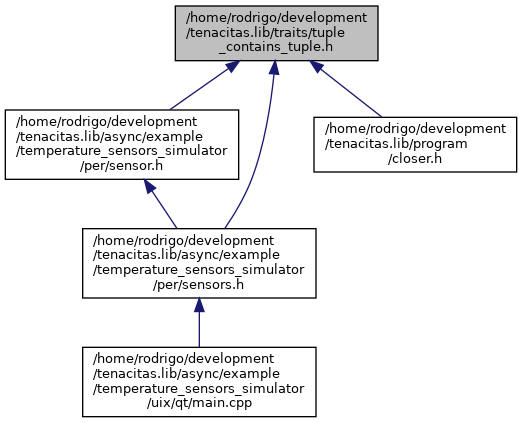 /home/rodrigo/development
/tenacitas.lib/traits/tuple
_contains_tuple.h
/home/rodrigo/development
/tenacitas.lib/async/example
/temperature_sensors_simulator
/per/sensor.h
/home/rodrigo/development
/tenacitas.lib/program
/closer.h
/home/rodrigo/development
/tenacitas.lib/async/example
/temperature_sensors_simulator
/per/sensors.h
/home/rodrigo/development
/tenacitas.lib/async/example
/temperature_sensors_simulator
/uix/qt/main.cpp